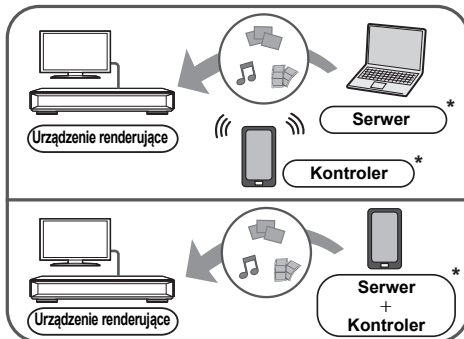 Serwer*
Urządzenie renderujące
Kontroler*
Serwer*
+
Kontroler
Urządzenie renderujące